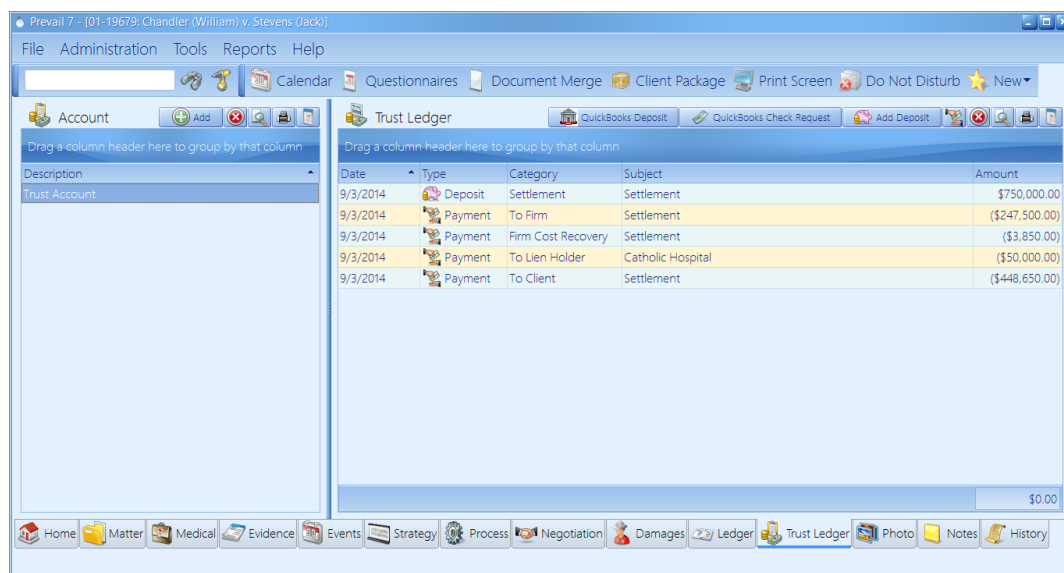 Prevail 7 - [01-19679: Chandler (William) v. Stevens (Jack)]
File Administration Tools Reports Help
Calendar Questionnaires Document Merge Client Package Print Screen Do Not Disturb New
Account Add Trust Ledger QuickBooks Deposit QuickBooks Check Request Add Deposit
Drag a column header here to group by that column Drag a column header here to group by that column
Description Date Type Category Subject Amount
Trust Account 9/3/2014 Deposit Settlement Settlement $750,000.00
9/3/2014 Payment To Firm Settlement ($247,500.00)
9/3/2014 Payment Firm Cost Recovery Settlement ($3,850.00)
9/3/2014 Payment To Lien Holder Catholic Hospital ($50,000.00)
9/3/2014 Payment To Client Settlement ($448,650.00)
$0.00
Home Matter Medical Evidence Events Strategy Process Negotiation Damages Ledger Trust Ledger Photo Notes History